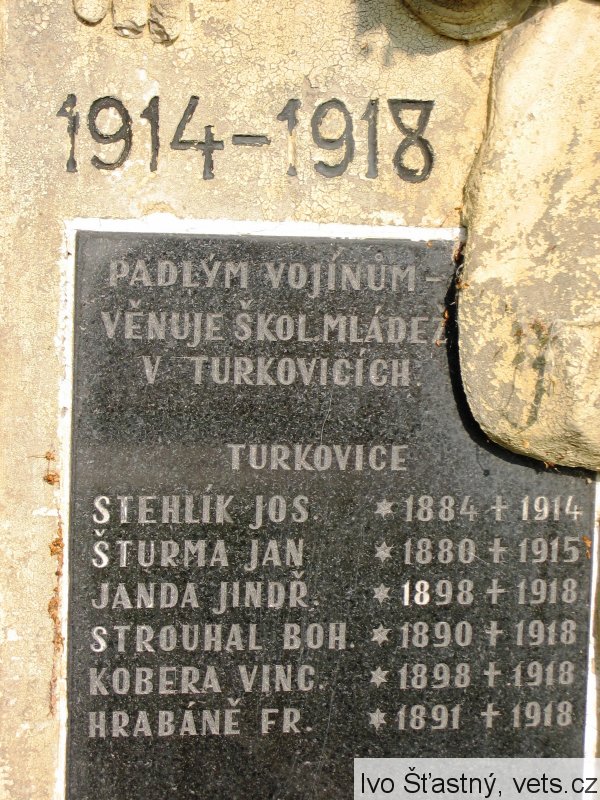 1914-1918
PADLÝM VOJÍNŮM -
VĚNUJE ŠKOL.MLÁDEŽ
V TURKOVICÍCH.
TURKOVICE
STEHLÍK JOS. * 1884 + 1914
ŠTURMA JAN * 1880 + 1915
JANDA JINDŘ. * 1898 + 1918
STROUHAL BOH. * 1890 + 1918
KOBERA VINC. * 1898 + 1918
HRABÁNĚ FR. * 1891 + 1918
Ivo Šťastný, vets.cz